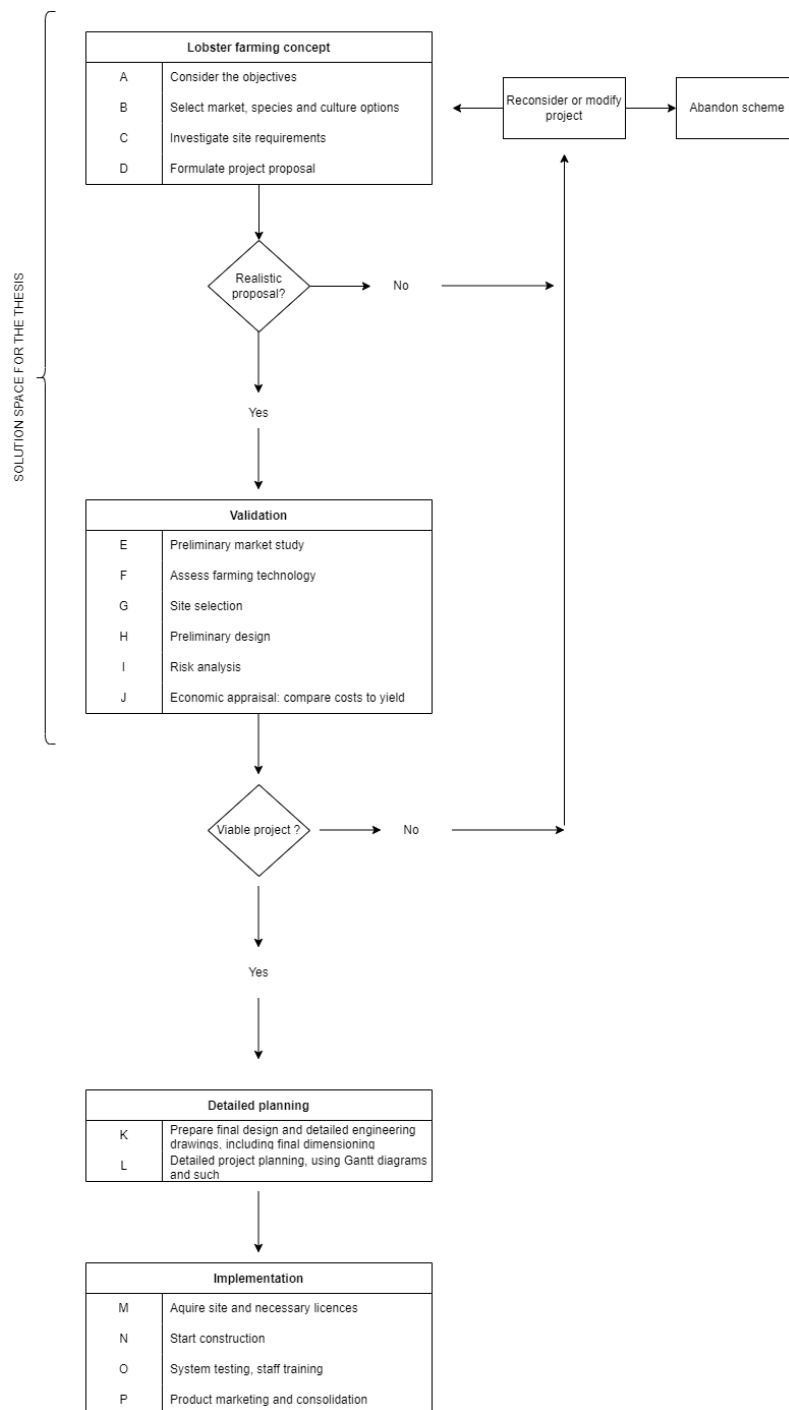 SOLUTION SPACE FOR THE THESIS
Lobster farming concept
A Consider the objectives
B Select market, species and culture options
C Investigate site requirements
D Formulate project proposal
Reconsider or modify
project
Abandon scheme
Realistic
proposal?
No
Yes
Validation
E Preliminary market study
F Assess farming technology
G Site selection
H Preliminary design
I Risk analysis
J Economic appraisal: compare costs to yield
Viable project ?
No
Yes
Detailed planning
K Prepare final design and detailed engineering
drawings, including final dimensioning
L Detailed project planning, using Gantt diagrams
and such
Implementation
M Aquire site and necessary licences
N Start construction
O System testing, staff training
P Product marketing and consolidation